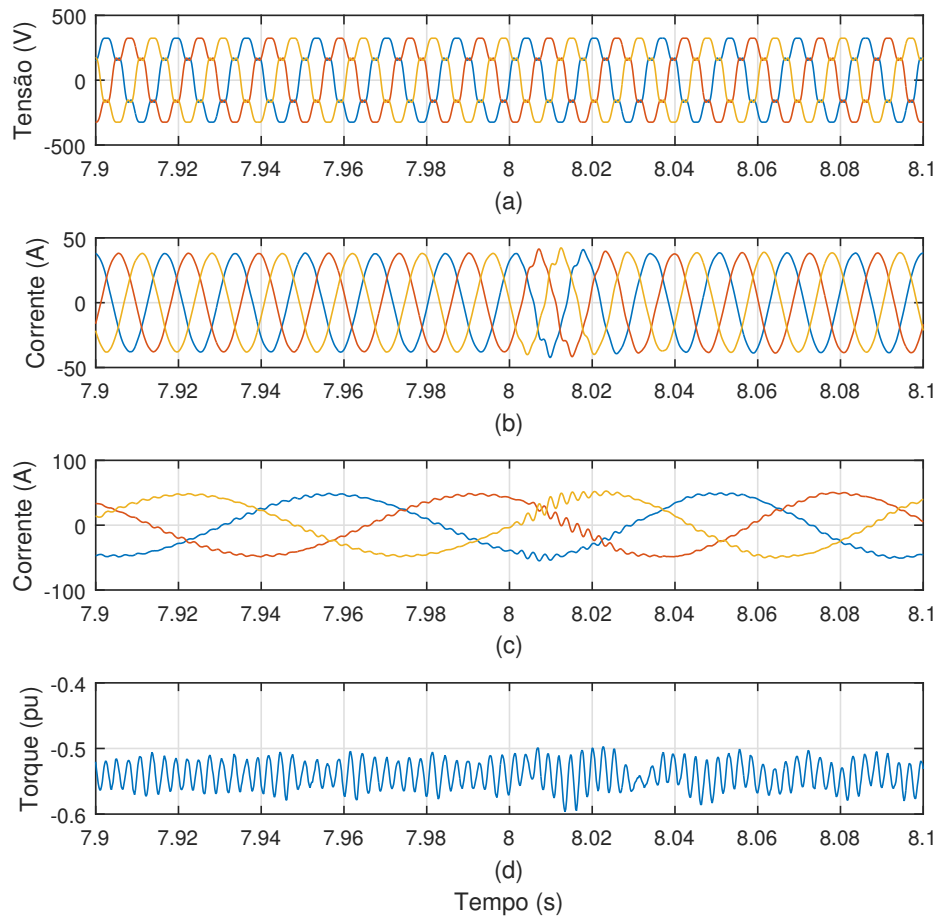 Tensão (V)
500
0
-500
7.9 7.92 7.94 7.96 7.98 8 8.02 8.04 8.06 8.08 8.1
(a)
Corrente (A)
50
0
-50
7.9 7.92 7.94 7.96 7.98 8 8.02 8.04 8.06 8.08 8.1
(b)
Corrente (A)
100
0
-100
7.9 7.92 7.94 7.96 7.98 8 8.02 8.04 8.06 8.08 8.1
(c)
Torque (pu)
-0.4
-0.5
-0.6
7.9 7.92 7.94 7.96 7.98 8 8.02 8.04 8.06 8.08 8.1
(d)
Tempo (s)